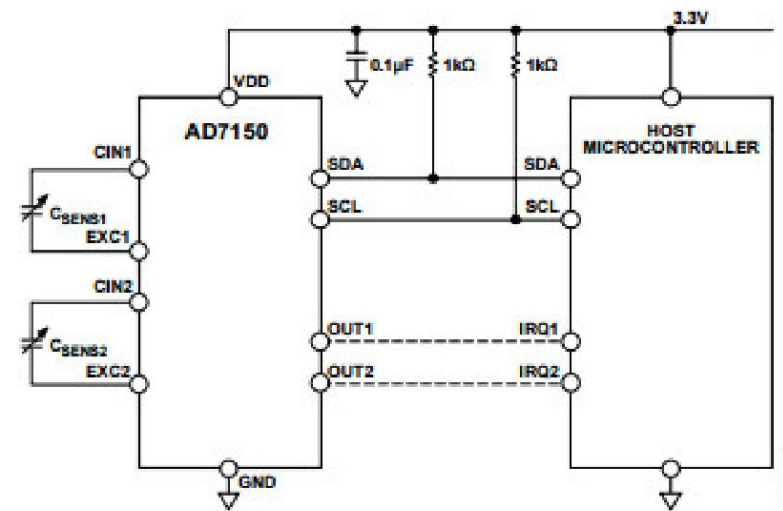 3.3V
0.1µF
1kΩ
1kΩ
VDD
AD7150
HOST
MICROCONTROLLER
CIN1
SDA
SDA
CSENS1
SCL
SCL
EXC1
CIN2
OUT1
IRQ1
CSENS2
EXC2
OUT2
IRQ2
GND